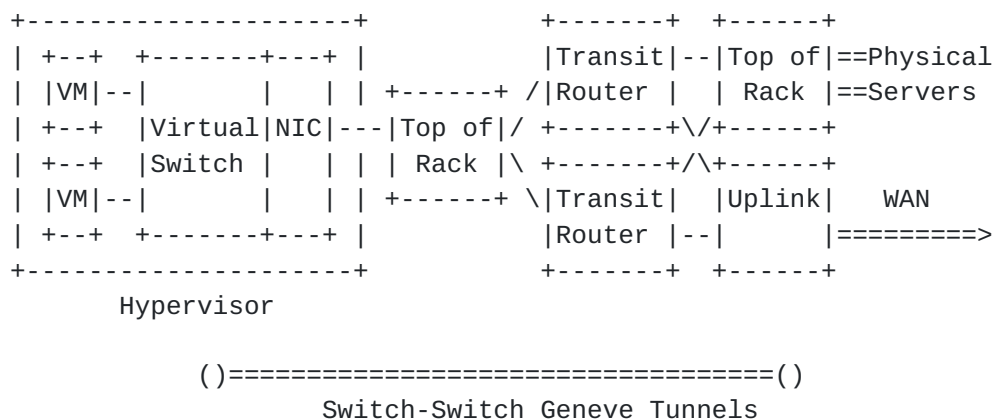 +---------------------+           +-------+  +------+
| +--+  +-------+---+ |           |Transit|--|Top of|==Physical
| |VM|--|       |   | | +------+ /|Router |  | Rack |==Servers
| +--+  |Virtual|NIC|---|Top of|/ +-------+\/+------+
| +--+  |Switch |   | | | Rack |\ +-------+/\+------+
| |VM|--|       |   | | +------+ \|Transit|  |Uplink|   WAN
| +--+  +-------+---+ |           |Router |--|      |=========>
+---------------------+           +-------+  +------+
       Hypervisor

            ()===================================()
                    Switch-Switch Geneve Tunnels